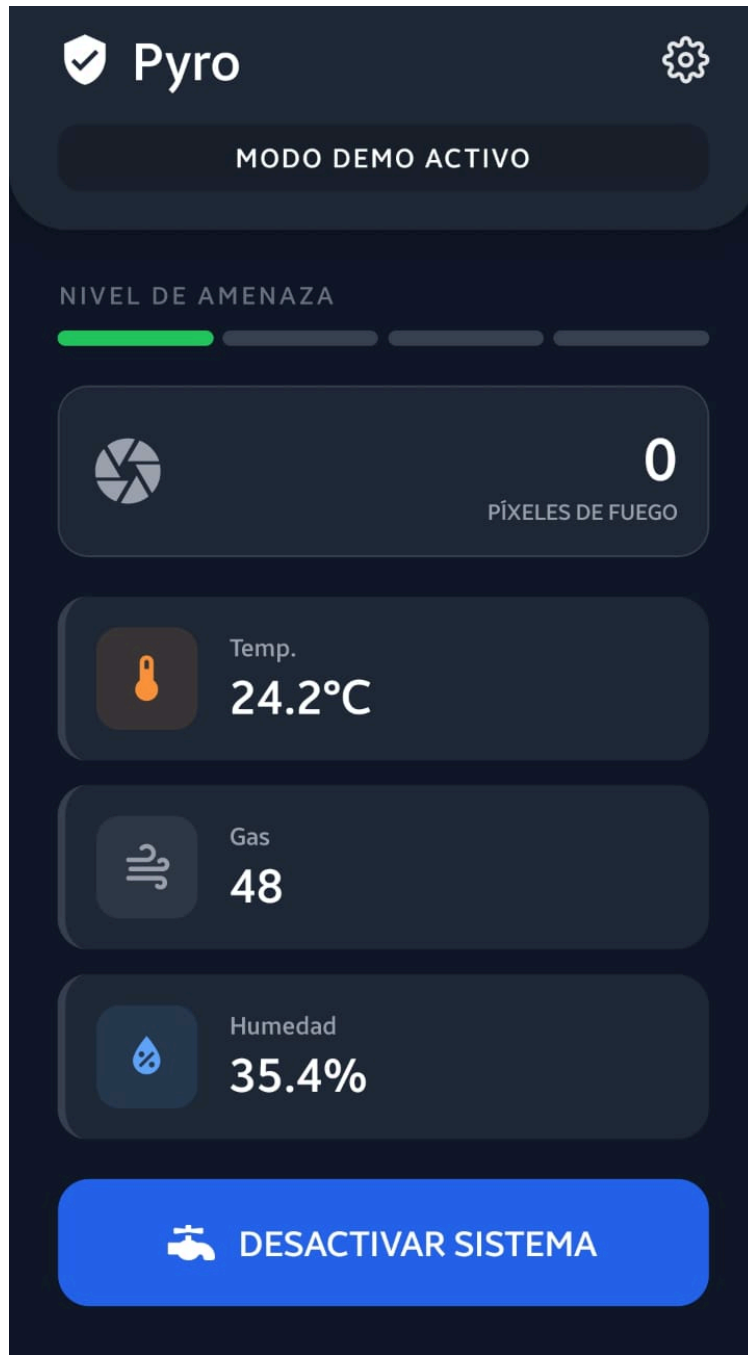 Pyro
MODO DEMO ACTIVO
NIVEL DE AMENAZA
0
PÍXELES DE FUEGO
Temp.
24.2°C
Gas
48
Humedad
35.4%
DESACTIVAR SISTEMA